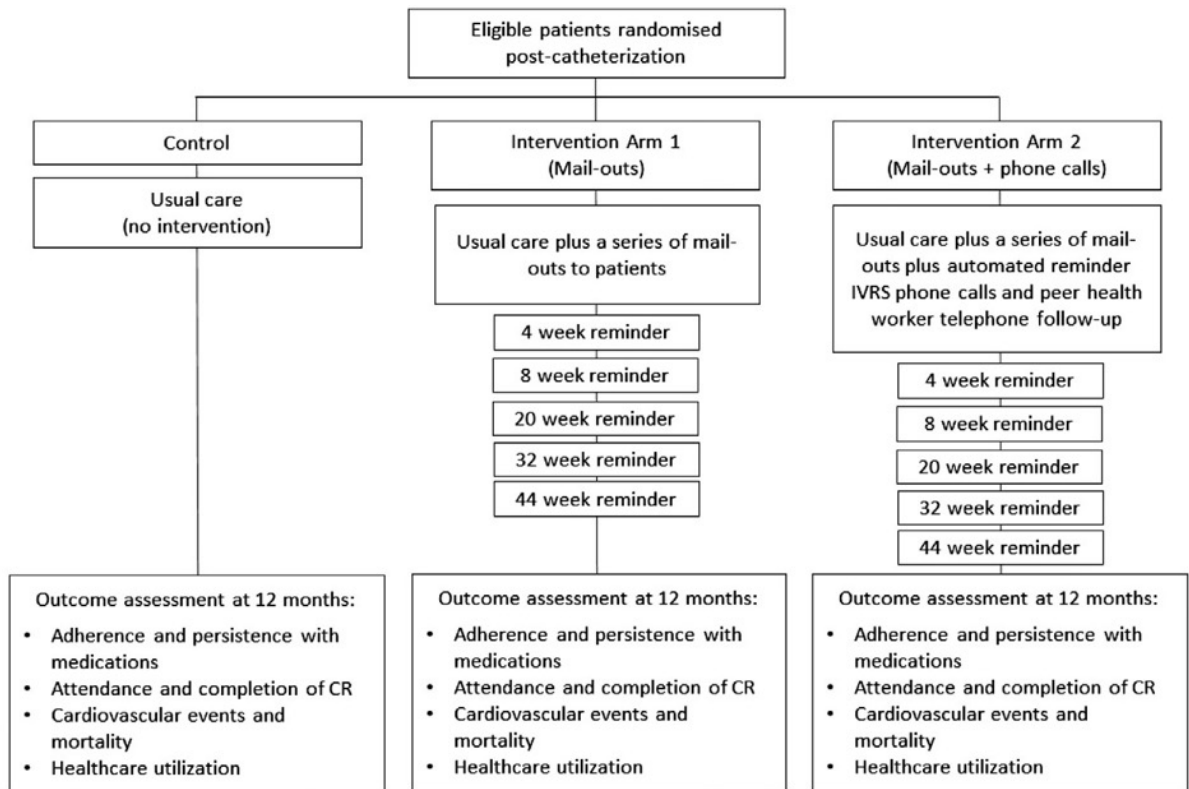 Eligible patients randomised
post-catheterization
Control
Usual care
(no intervention)
Intervention Arm 1
(Mail-outs)
Usual care plus a series of mail-
outs to patients
4 week reminder
8 week reminder
20 week reminder
32 week reminder
44 week reminder
Intervention Arm 2
(Mail-outs + phone calls)
Usual care plus a series of mail-
outs plus automated reminder
IVRS phone calls and peer health
worker telephone follow-up
4 week reminder
8 week reminder
20 week reminder
32 week reminder
44 week reminder
Outcome assessment at 12 months:
• Adherence and persistence with
medications
• Attendance and completion of CR
• Cardiovascular events and
mortality
• Healthcare utilization
Outcome assessment at 12 months:
• Adherence and persistence with
medications
• Attendance and completion of CR
• Cardiovascular events and
mortality
• Healthcare utilization
Outcome assessment at 12 months:
• Adherence and persistence with
medications
• Attendance and completion of CR
• Cardiovascular events and
mortality
• Healthcare utilization